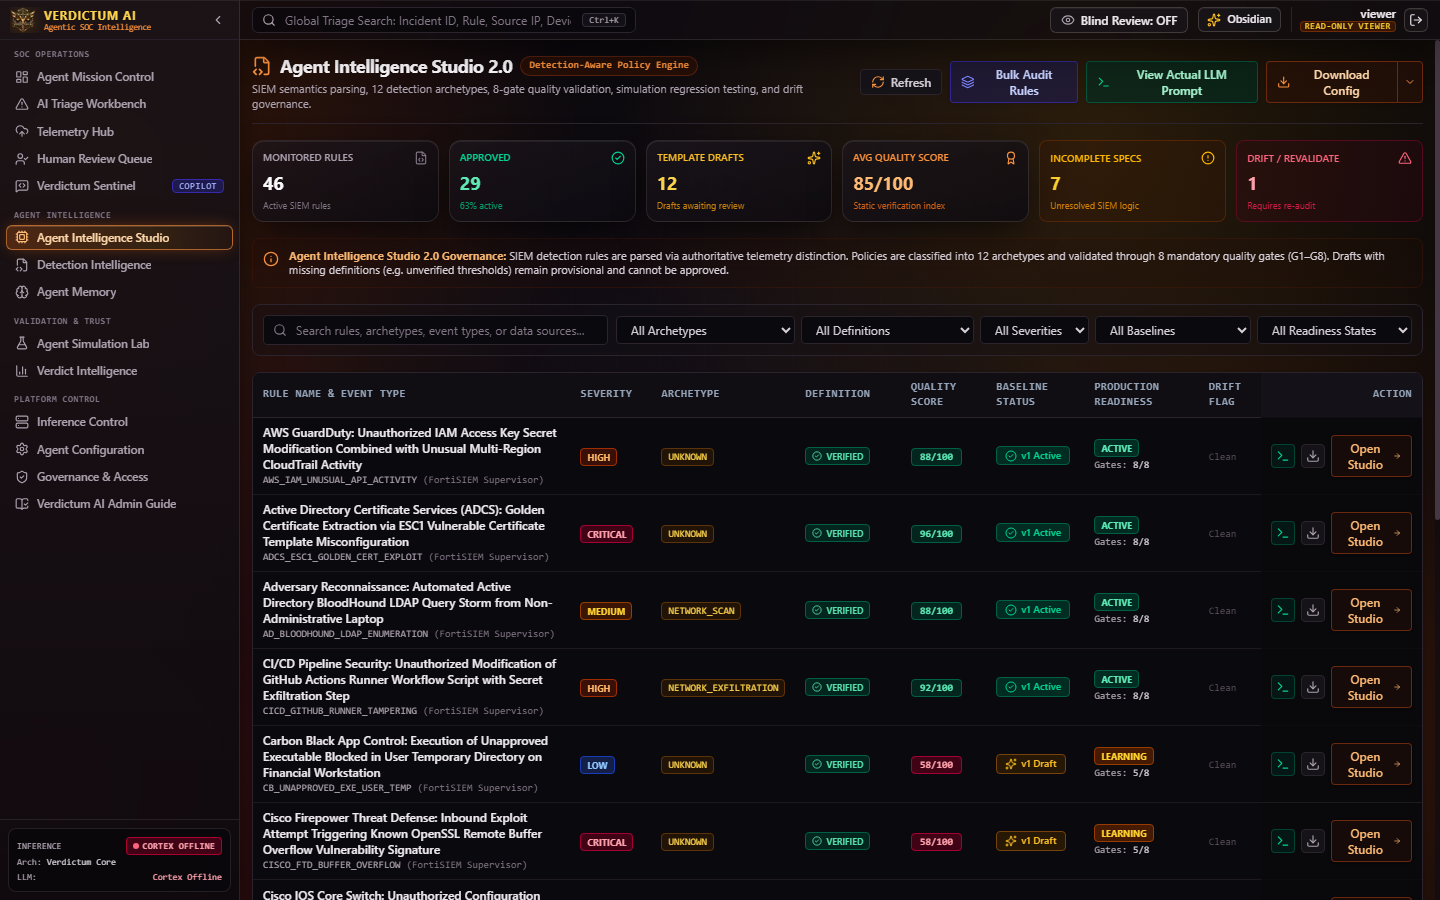 VERDICTUM AI
Agentic SOC Intelligence
Global Triage Search: Incident ID, Rule, Source IP, Devi
Ctrl+K
Blind Review: OFF
Obsidian
viewer
READ-ONLY VIEWER
SOC OPERATIONS
Agent Mission Control
AI Triage Workbench
Telemetry Hub
Human Review Queue
Verdictum Sentinel
COPILOT
AGENT INTELLIGENCE
Agent Intelligence Studio
Detection Intelligence
Agent Memory
VALIDATION & TRUST
Agent Simulation Lab
Verdict Intelligence
PLATFORM CONTROL
Inference Control
Agent Configuration
Governance & Access
Verdictum AI Admin Guide
INFERENCE
CORTEX OFFLINE
Arch: Verdictum Core
LLM: Cortex Offline
Agent Intelligence Studio 2.0
Detection-Aware Policy Engine
SIEM semantics parsing, 12 detection archetypes, 8-gate quality validation, simulation regression testing, and drift
governance.
Refresh
Bulk Audit
Rules
View Actual LLM
Prompt
Download
Config
MONITORED RULES
46
Active SIEM rules
APPROVED
29
63% active
TEMPLATE DRAFTS
12
Drafts awaiting review
AVG QUALITY SCORE
85/100
Static verification index
INCOMPLETE SPECS
7
Unresolved SIEM logic
DRIFT / REVALIDATE
1
Requires re-audit
Agent Intelligence Studio 2.0 Governance: SIEM detection rules are parsed via authoritative telemetry distinction. Policies are classified into 12 archetypes and validated through 8 mandatory quality gates (G1–G8). Drafts with
missing definitions (e.g. unverified thresholds) remain provisional and cannot be approved.
Search rules, archetypes, event types, or data sources...
All Archetypes
All Definitions
All Severities
All Baselines
All Readiness States
RULE NAME & EVENT TYPE
SEVERITY
ARCHETYPE
DEFINITION
QUALITY
SCORE
BASELINE
STATUS
PRODUCTION
READINESS
DRIFT
FLAG
ACTION
AWS GuardDuty: Unauthorized IAM Access Key Secret
Modification Combined with Unusual Multi-Region
CloudTrail Activity
AWS_IAM_UNUSUAL_API_ACTIVITY (FortiSIEM Supervisor)
HIGH
UNKNOWN
VERIFIED
88/100
v1 Active
ACTIVE
Gates: 8/8
Clean
Open
Studio
Active Directory Certificate Services (ADCS): Golden
Certificate Extraction via ESC1 Vulnerable Certificate
Template Misconfiguration
ADCS_ESC1_GOLDEN_CERT_EXPLOIT (FortiSIEM Supervisor)
CRITICAL
UNKNOWN
VERIFIED
96/100
v1 Active
ACTIVE
Gates: 8/8
Clean
Open
Studio
Adversary Reconnaissance: Automated Active
Directory BloodHound LDAP Query Storm from Non-
Administrative Laptop
AD_BLOODHOUND_LDAP_ENUMERATION (FortiSIEM Supervisor)
MEDIUM
NETWORK_SCAN
VERIFIED
88/100
v1 Active
ACTIVE
Gates: 8/8
Clean
Open
Studio
CI/CD Pipeline Security: Unauthorized Modification of
GitHub Actions Runner Workflow Script with Secret
Exfiltration Step
CICD_GITHUB_RUNNER_TAMPERING (FortiSIEM Supervisor)
HIGH
NETWORK_EXFILTRATION
VERIFIED
92/100
v1 Active
ACTIVE
Gates: 8/8
Clean
Open
Studio
Carbon Black App Control: Execution of Unapproved
Executable Blocked in User Temporary Directory on
Financial Workstation
CB_UNAPPROVED_EXE_USER_TEMP (FortiSIEM Supervisor)
LOW
UNKNOWN
VERIFIED
58/100
v1 Draft
LEARNING
Gates: 5/8
Clean
Open
Studio
Cisco Firepower Threat Defense: Inbound Exploit
Attempt Triggering Known OpenSSL Remote Buffer
Overflow Vulnerability Signature
CISCO_FTD_BUFFER_OVERFLOW (FortiSIEM Supervisor)
CRITICAL
UNKNOWN
VERIFIED
58/100
v1 Draft
LEARNING
Gates: 5/8
Clean
Open
Studio
Cisco IOS Core Switch: Unauthorized Configuration